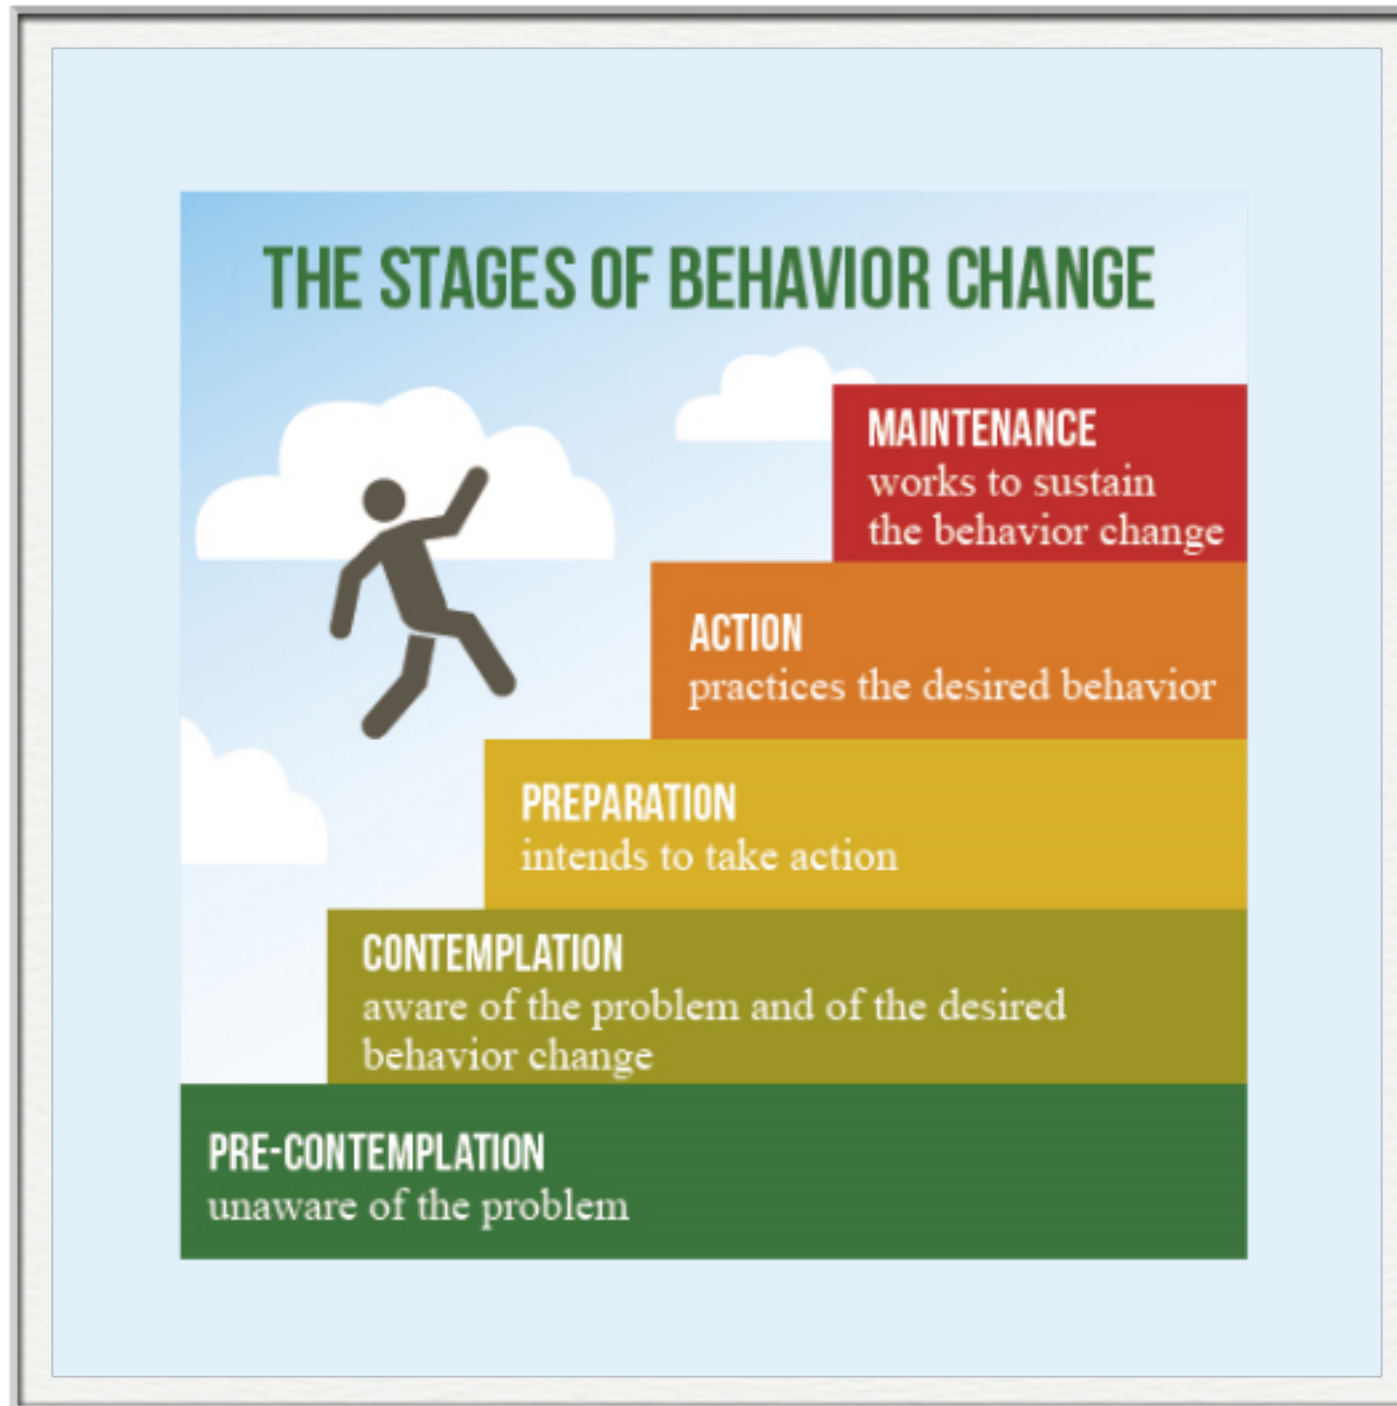 THE STAGES OF BEHAVIOR CHANGE
MAINTENANCE
works to sustain
the behavior change
ACTION
practices the desired behavior
PREPARATION
intends to take action
CONTEMPLATION
aware of the problem and of the desired
behavior change
PRE-CONTEMPLATION
unaware of the problem